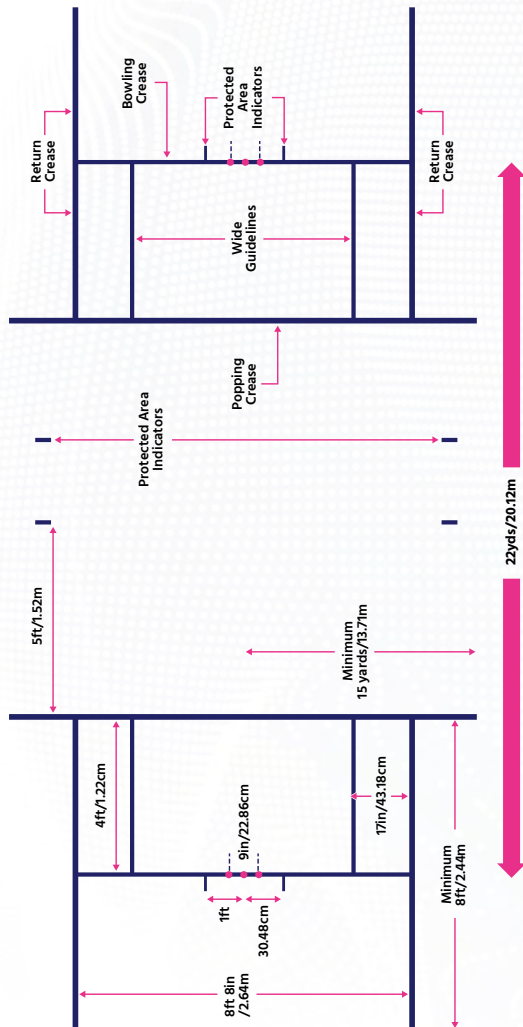 Return
Crease
5ft/1.52m
4ft/1.22cm
Bowling
Crease
Protected Area
Indicators
8ft 8in
/2.64m
1ft
9in/22.86cm
30.48cm
Popping
Crease
Wide
Guidelines
Protected
Area
Indicators
Minimum
15 yards/13.71m
17in/43.18cm
Return
Crease
Minimum
8ft/2.44m
22yds/20.12m